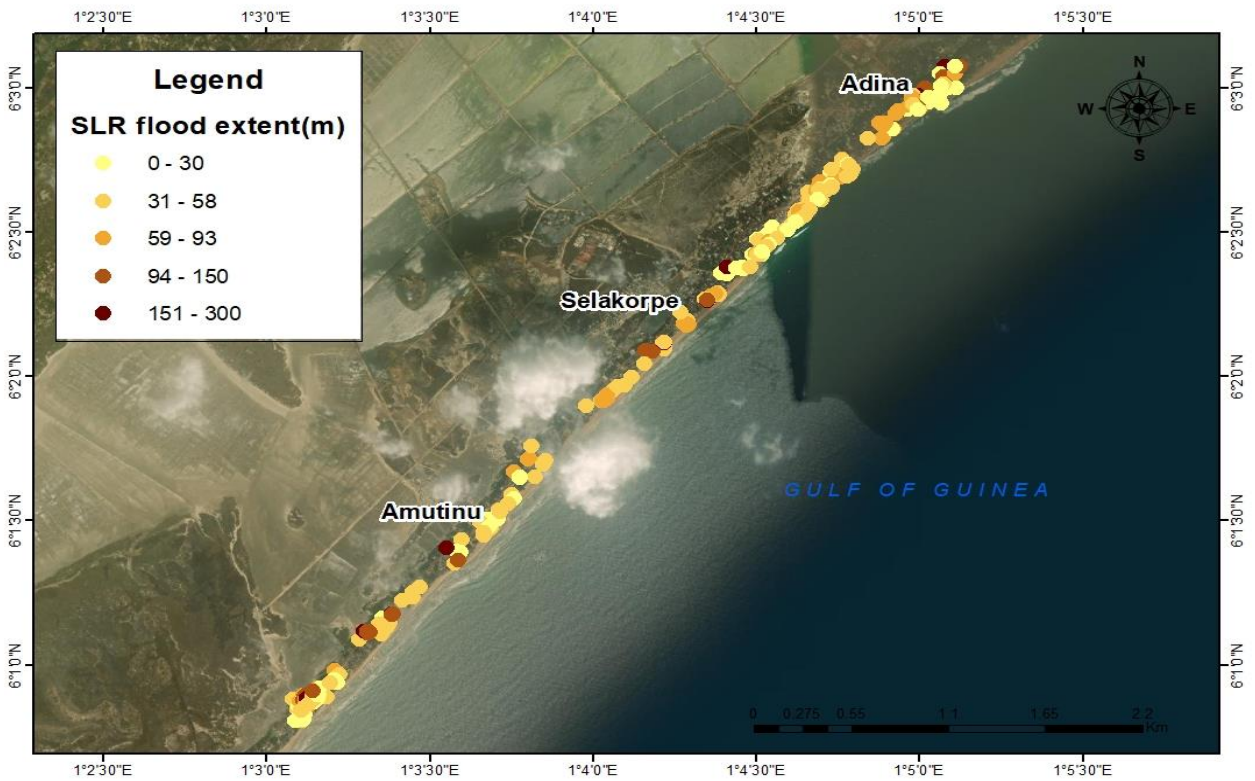 1°2'30"E 1°3'0"E 1°3'30"E 1°4'0"E 1°4'30"E 1°5'0"E 1°5'30"E
Legend
SLR flood extent(m)
0 - 30
31 - 58
59 - 93
94 - 150
151 - 300
Adina
N
W E
S
Selakorpe
Amutinu
GULF OF GUINEA
6°3'0"N 6°3'0"N
6°2'30"N 6°2'30"N
6°2'0"N 6°2'0"N
6°1'30"N 6°1'30"N
6°1'0"N 6°1'0"N
0 0.275 0.55 1.1 1.65 2.2
Km
1°2'30"E 1°3'0"E 1°3'30"E 1°4'0"E 1°4'30"E 1°5'0"E 1°5'30"E